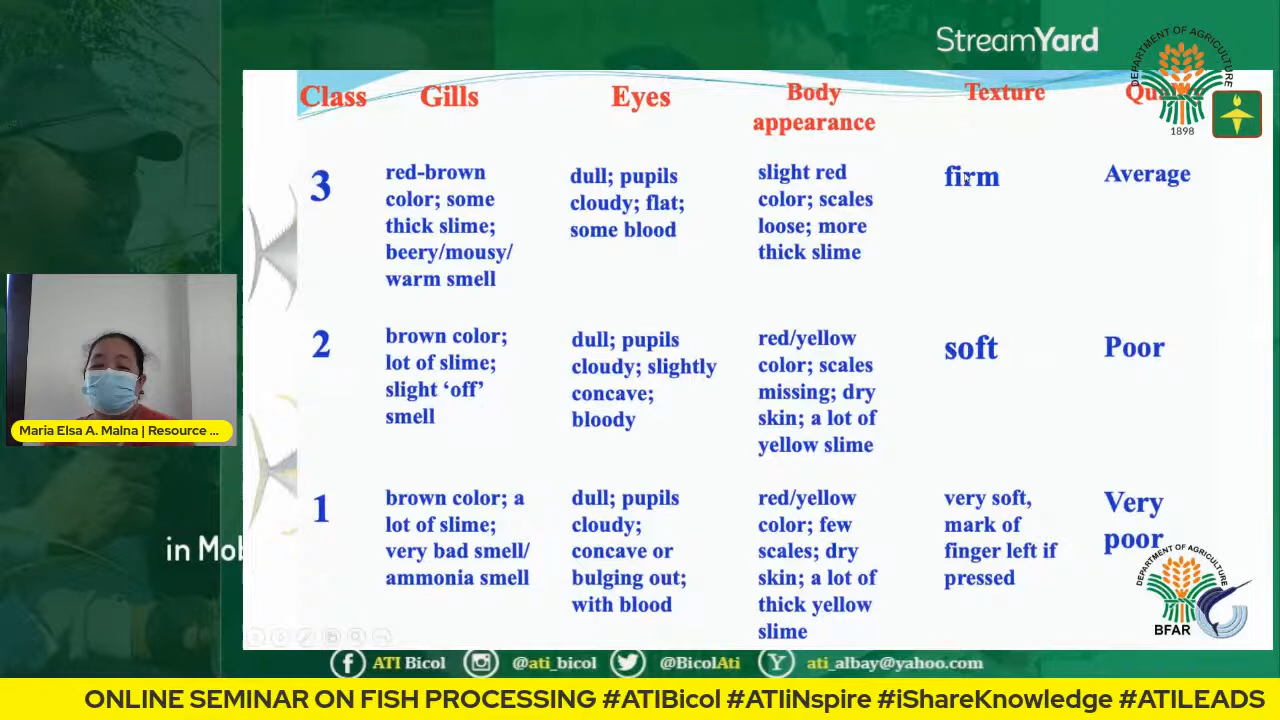 StreamYard
DEPARTMENT OF AGRICULTURE
1898
Class
Gills
Eyes
Body
appearance
Texture
3
red-brown
color; some
thick slime;
beery/mousy/
warm smell
dull; pupils
cloudy; flat;
some blood
slight red
color; scales
loose; more
thick slime
firm
Average
2
brown color;
lot of slime;
slight ‘off’
smell
dull; pupils
cloudy; slightly
concave;
bloody
red/yellow
color; scales
missing; dry
skin; a lot of
yellow slime
soft
Poor
1
brown color; a
lot of slime;
very bad smell/
ammonia smell
dull; pupils
cloudy;
concave or
bulging out;
with blood
red/yellow
color; few
scales; dry
skin; a lot of
thick yellow
slime
very soft,
mark of
finger left if
pressed
Very
poor
DEPARTMENT OF AGRICULTURE
BFAR
Maria Elsa A. Malna | Resource ...
in Mob
ATI Bicol
@ati_bicol
@BicolAti
ati_albay@yahoo.com
ONLINE SEMINAR ON FISH PROCESSING #ATIBicol #ATIiNspire #iShareKnowledge #ATILEADS